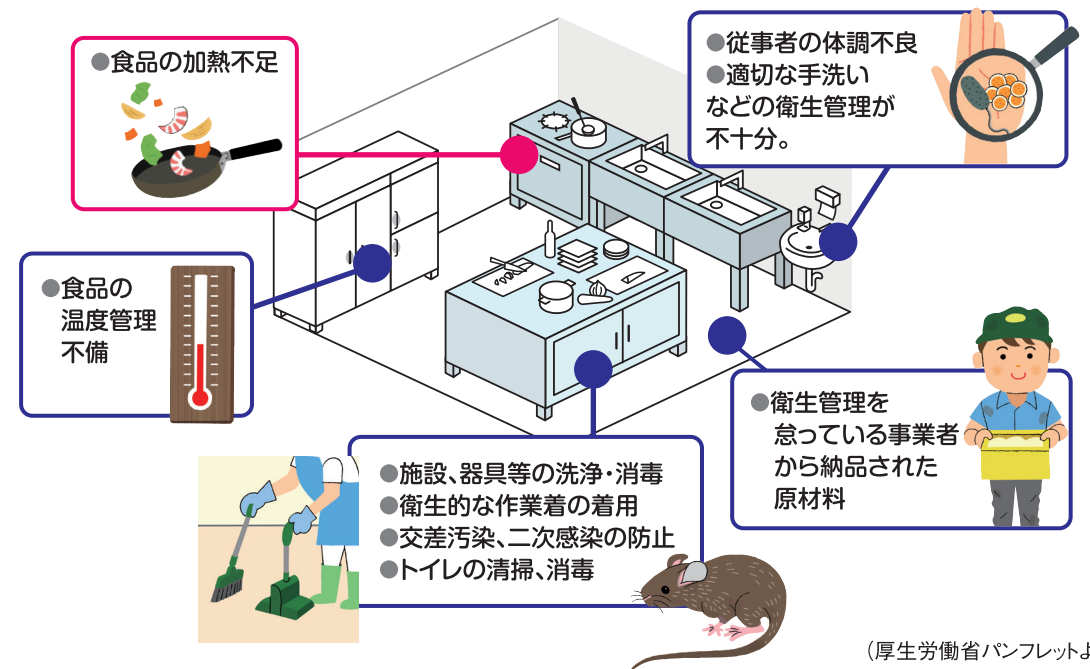 ●食品の加熱不足
●従事者の体調不良
●適切な手洗い
などの衛生管理が
不十分。
●食品の
温度管理
不備
●衛生管理を
怠っている事業者
から納品された
原材料
●施設、器具等の洗浄・消毒
●衛生的な作業着の着用
●交差汚染、二次感染の防止
●トイレの清掃、消毒
（厚生労働省パンフレットよ